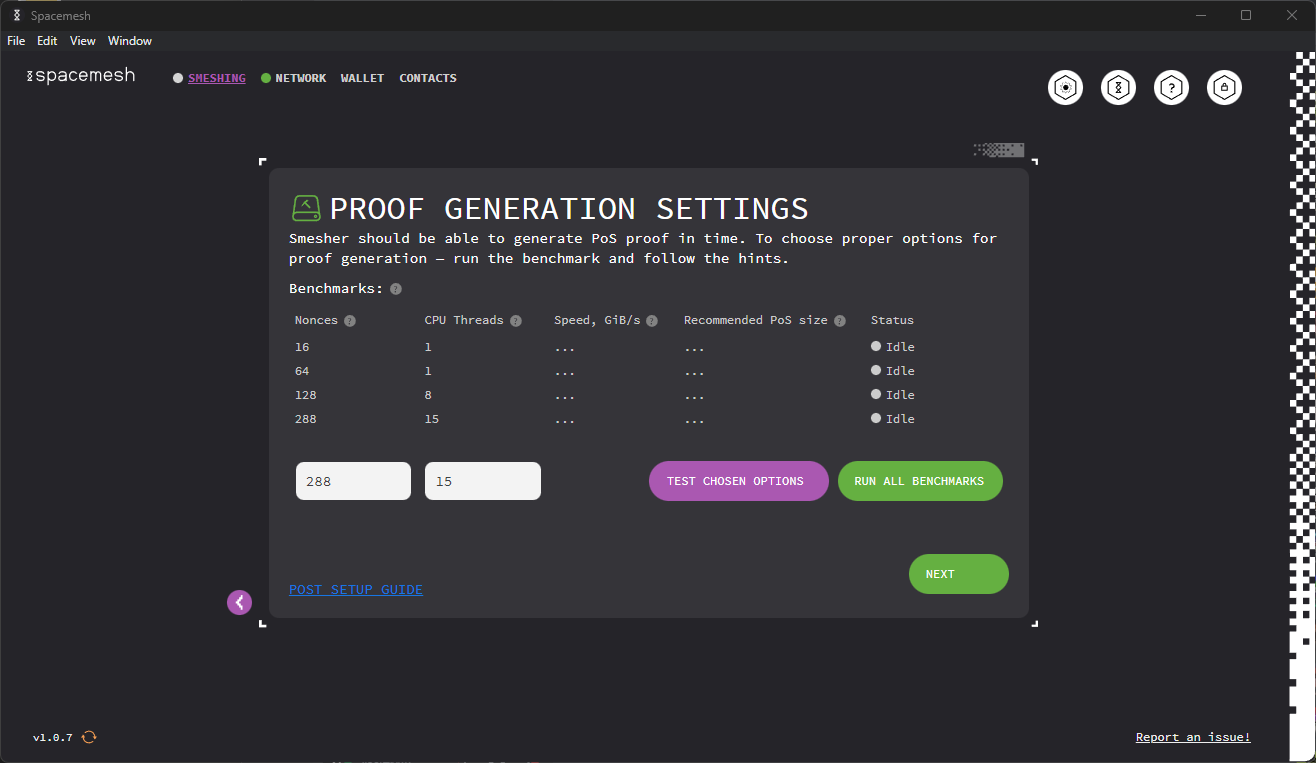 Spacemesh
File Edit View Window
spacemesh SMESHING NETWORK WALLET CONTACTS
?
PROOF GENERATION SETTINGS
Smesher should be able to generate PoS proof in time. To choose proper options for
proof generation — run the benchmark and follow the hints.
Benchmarks: ?
Nonces ? CPU Threads ? Speed, GiB/s ? Recommended PoS size ? Status
16 1 ... ... Idle
64 1 ... ... Idle
128 8 ... ... Idle
288 15 ... ... Idle
288 15 TEST CHOSEN OPTIONS RUN ALL BENCHMARKS
NEXT
POST SETUP GUIDE
v1.0.7 Report an issue!